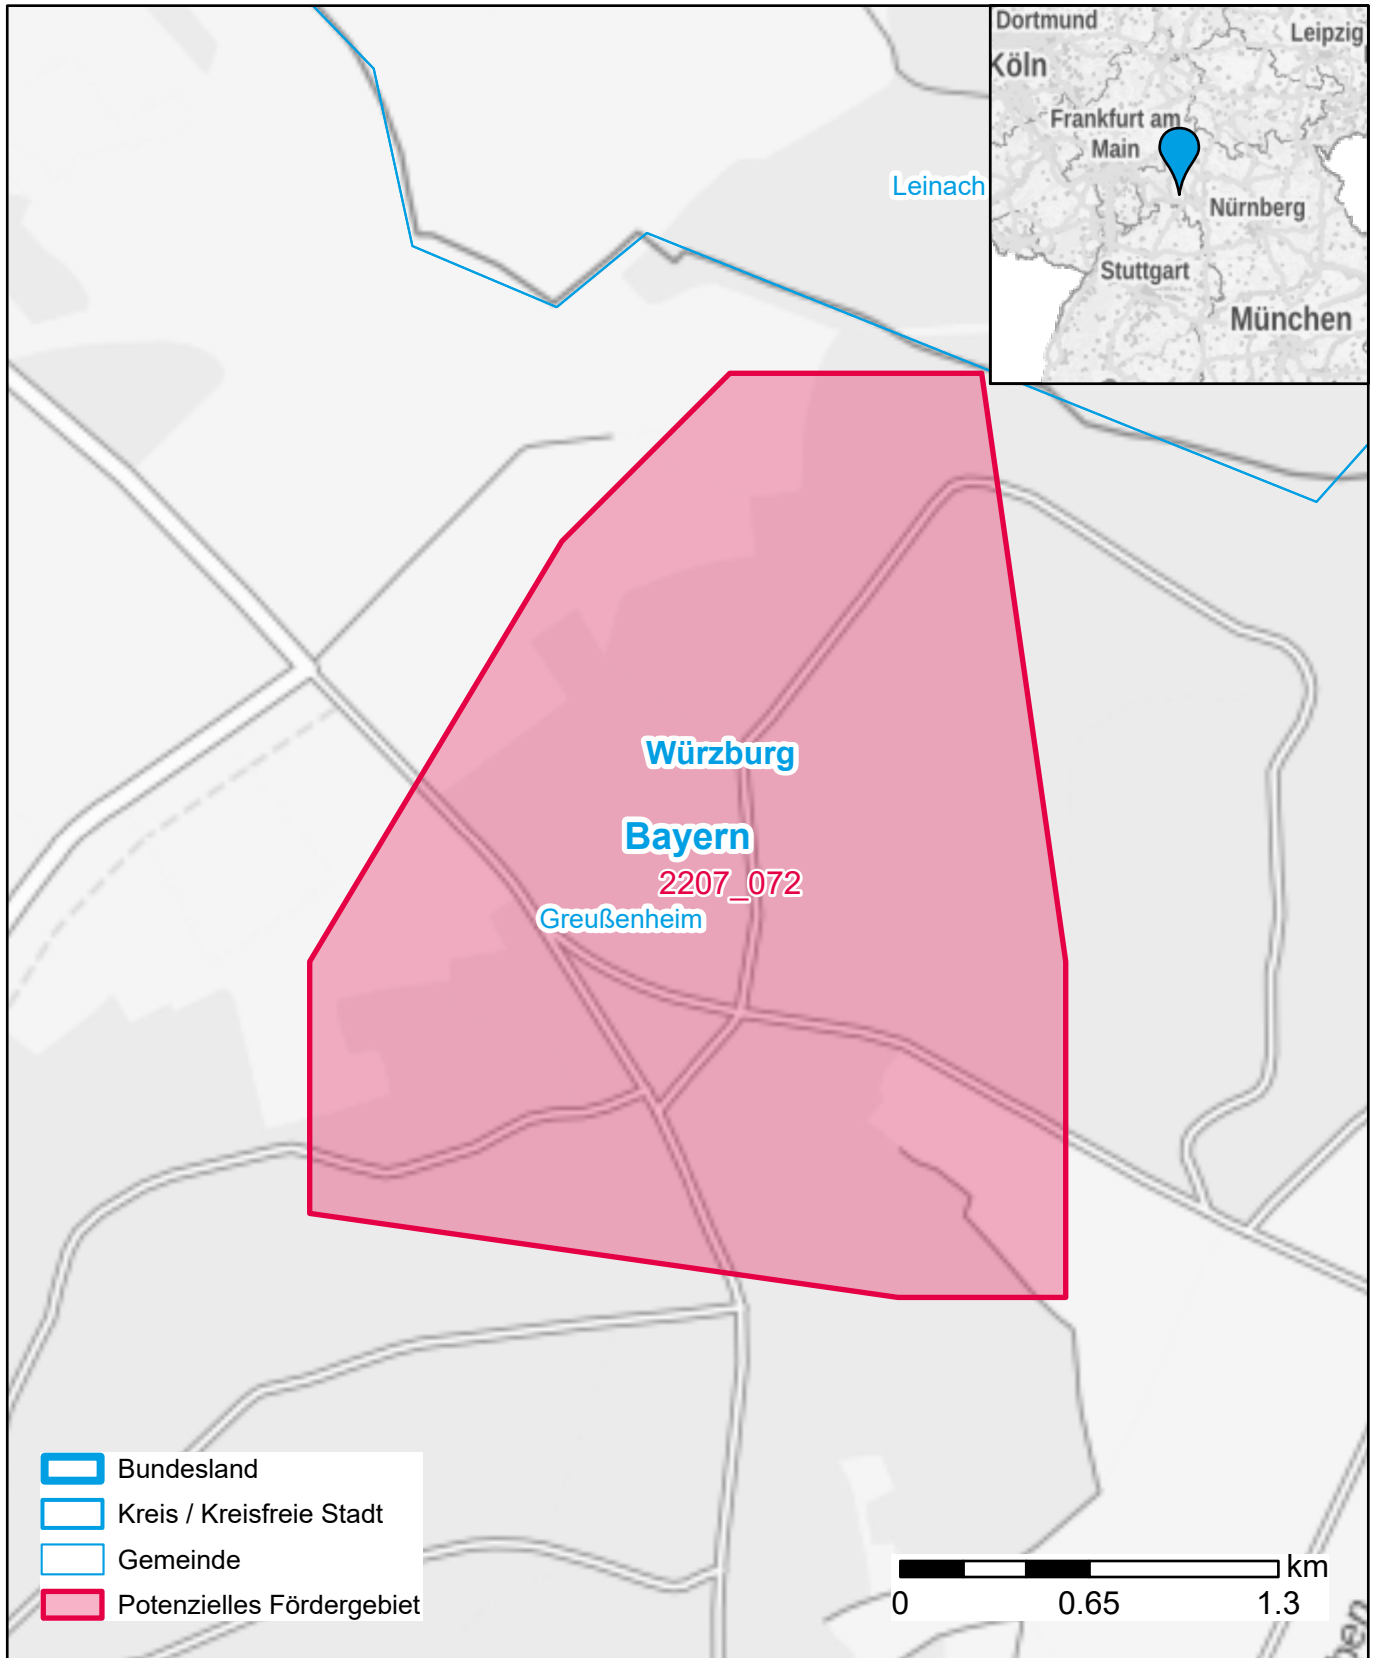 Dortmund
Leipzig
Köln
Frankfurt am
Main
Nürnberg
Stuttgart
München
Leinach
Würzburg
Bayern
2207_072
Greußenheim
Bundesland
Kreis / Kreisfreie Stadt
Gemeinde
Potenzielles Fördergebiet
km
0 0.65 1.3